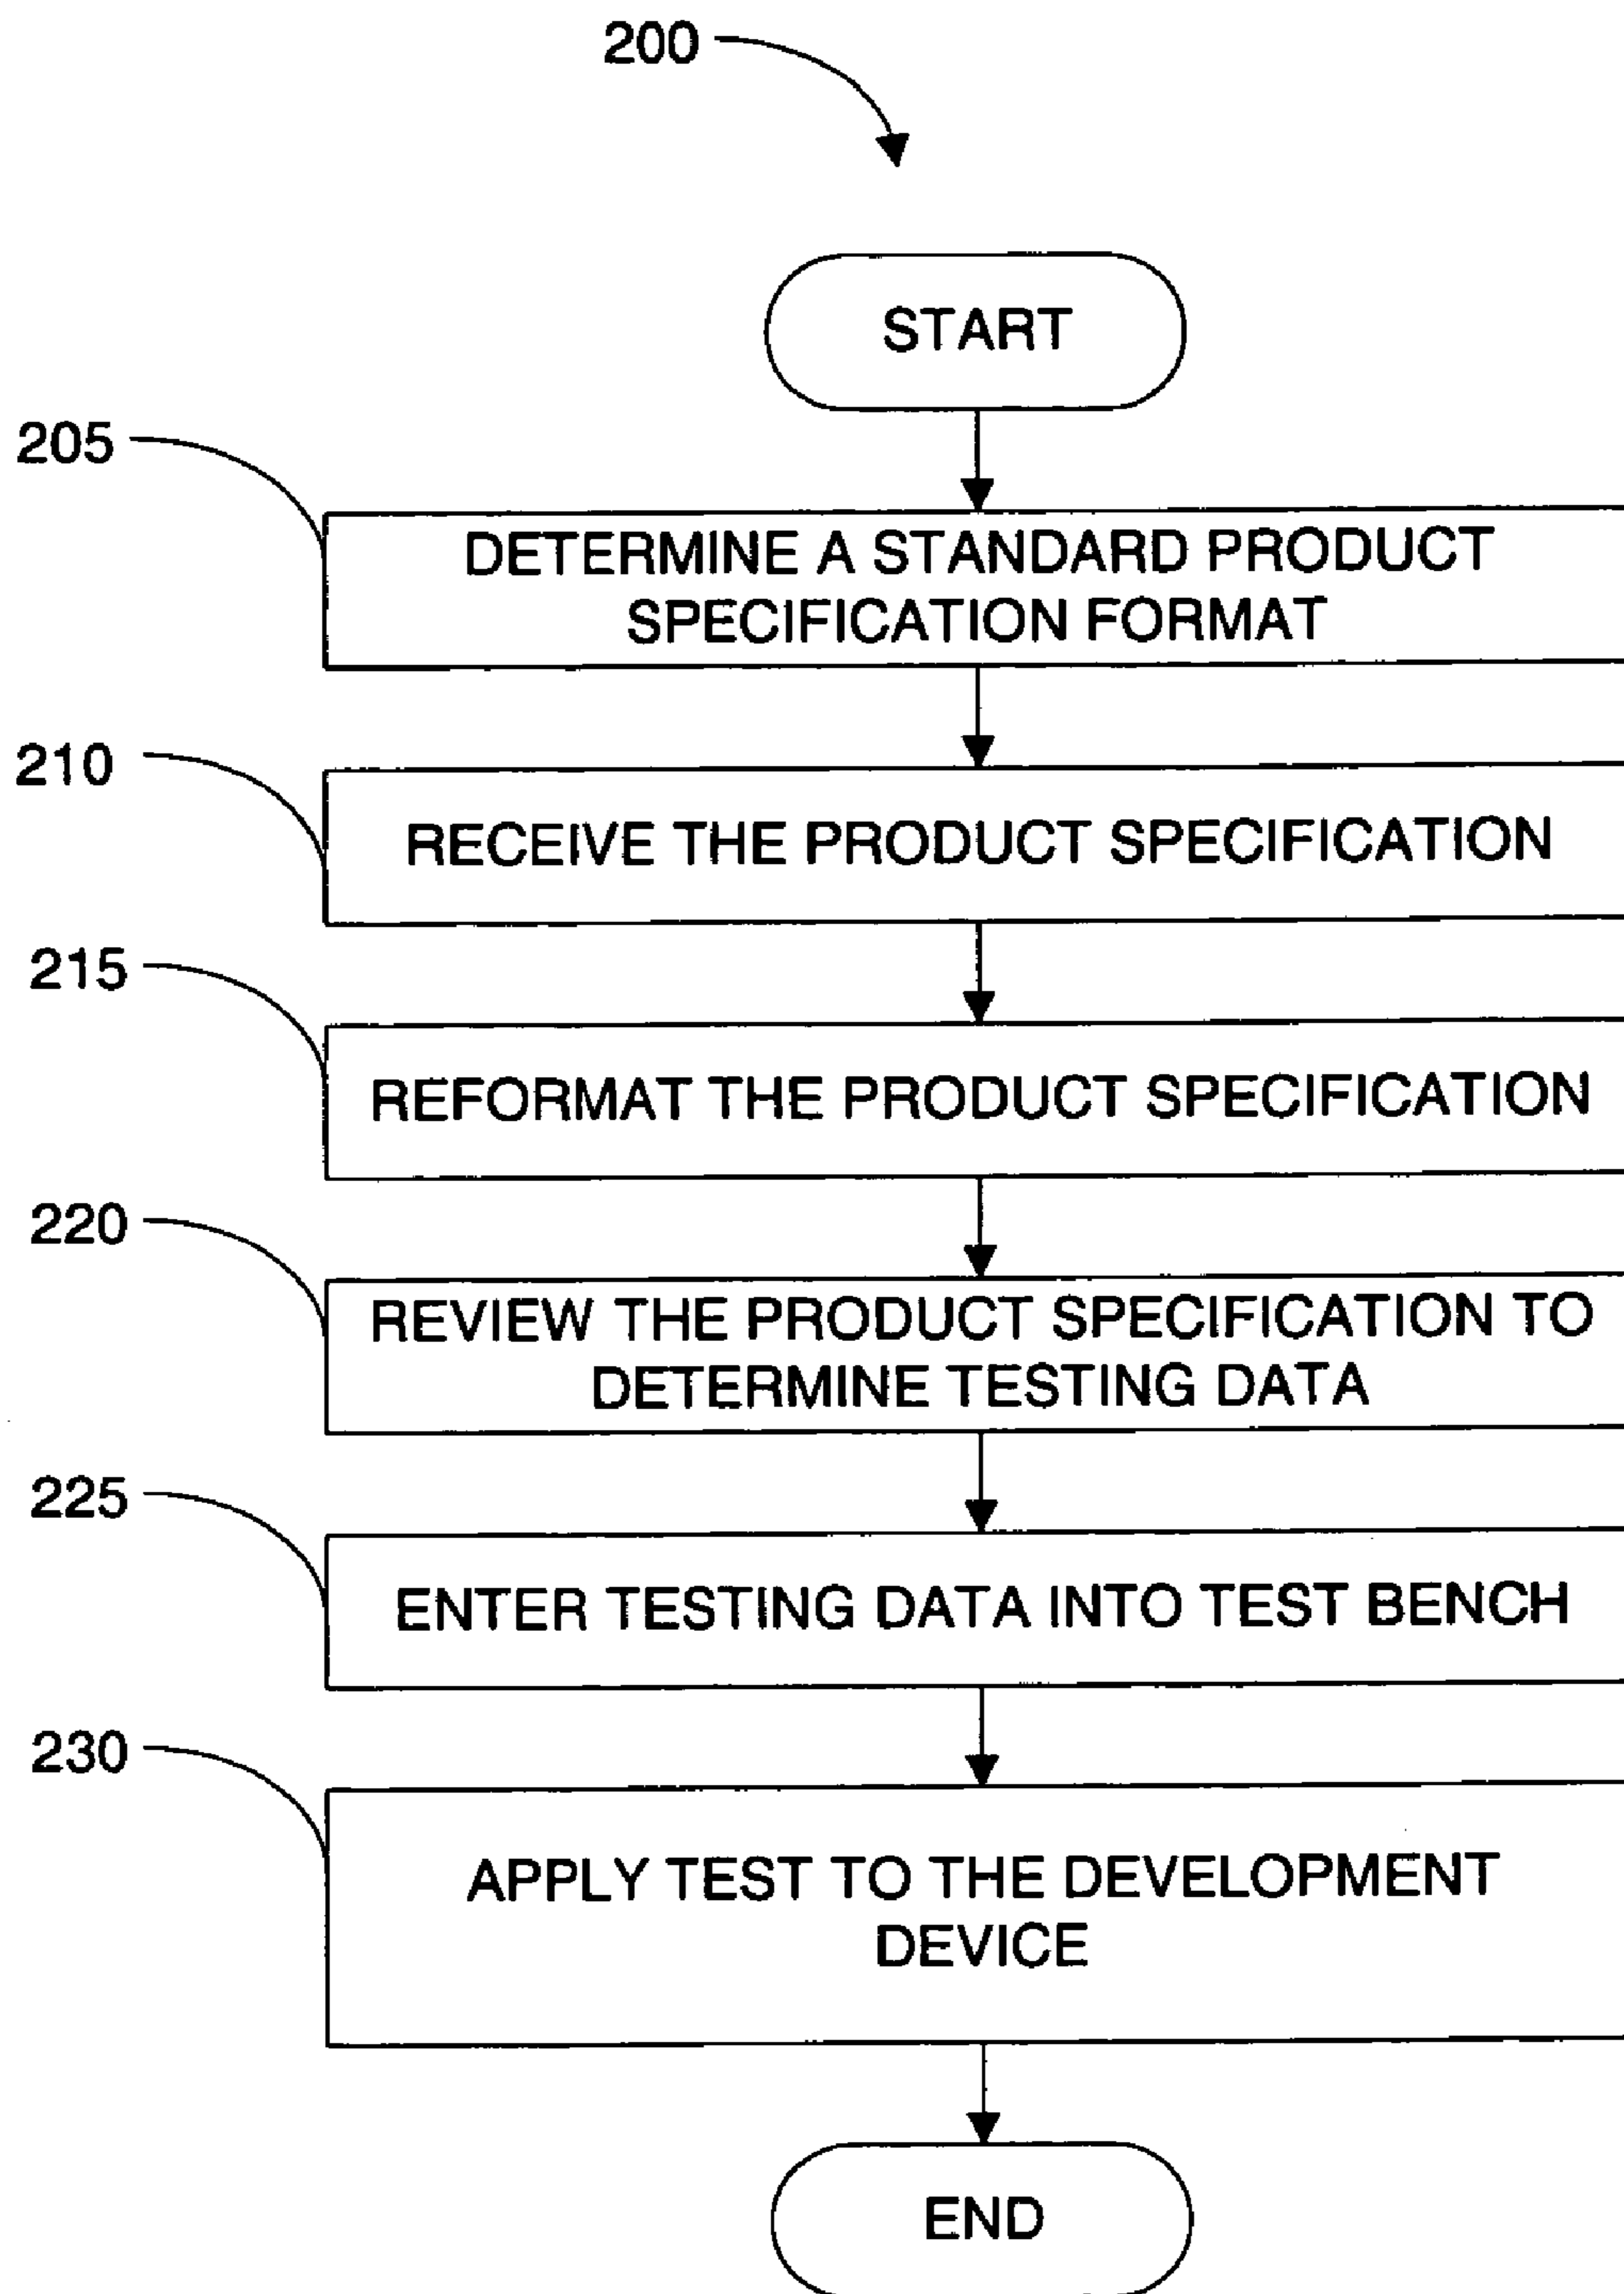 200
START
205
DETERMINE A STANDARD PRODUCT
SPECIFICATION FORMAT
210
RECEIVE THE PRODUCT SPECIFICATION
215
REFORMAT THE PRODUCT SPECIFICATION
220
REVIEW THE PRODUCT SPECIFICATION TO
DETERMINE TESTING DATA
225
ENTER TESTING DATA INTO TEST BENCH
230
APPLY TEST TO THE DEVELOPMENT
DEVICE
END